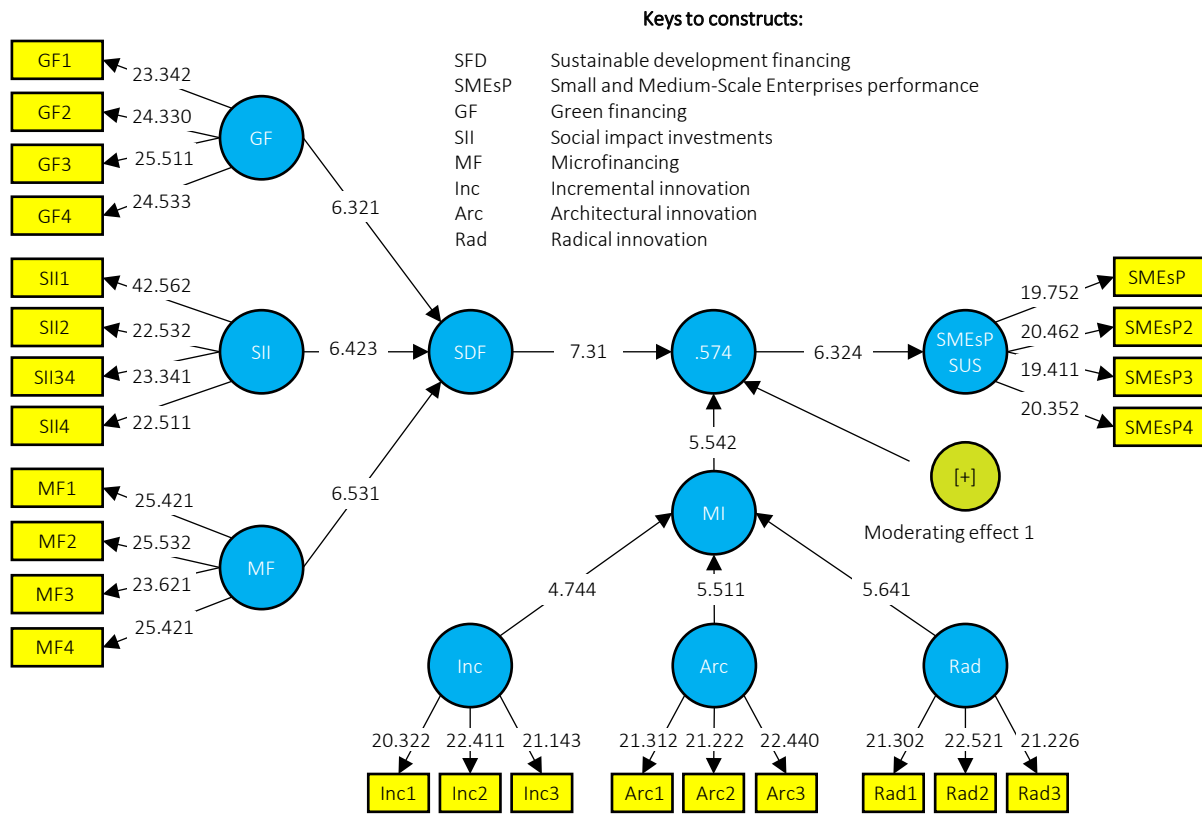 Keys to constructs:
SFD Sustainable development financing
SMEsP Small and Medium-Scale Enterprises performance
GF Green financing
SII Social impact investments
MF Microfinancing
Inc Incremental innovation
Arc Architectural innovation
Rad Radical innovation
GF1
GF2
GF3
GF4
23.342
24.330
25.511
24.533
GF
6.321
SII1
SII2
SII34
SII4
42.562
22.532
23.341
22.511
SII
6.423
MF1
MF2
MF3
MF4
25.421
25.532
23.621
25.421
MF
6.531
SDF
7.31
.574
6.324
SMEsP
SUS
19.752
20.462
19.411
20.352
SMEsP
SMEsP2
SMEsP3
SMEsP4
5.542
[+]
Moderating effect 1
MI
4.744
5.511
5.641
Inc
Arc
Rad
20.322
22.411
21.143
21.312
21.222
22.440
21.302
22.521
21.226
Inc1
Inc2
Inc3
Arc1
Arc2
Arc3
Rad1
Rad2
Rad3